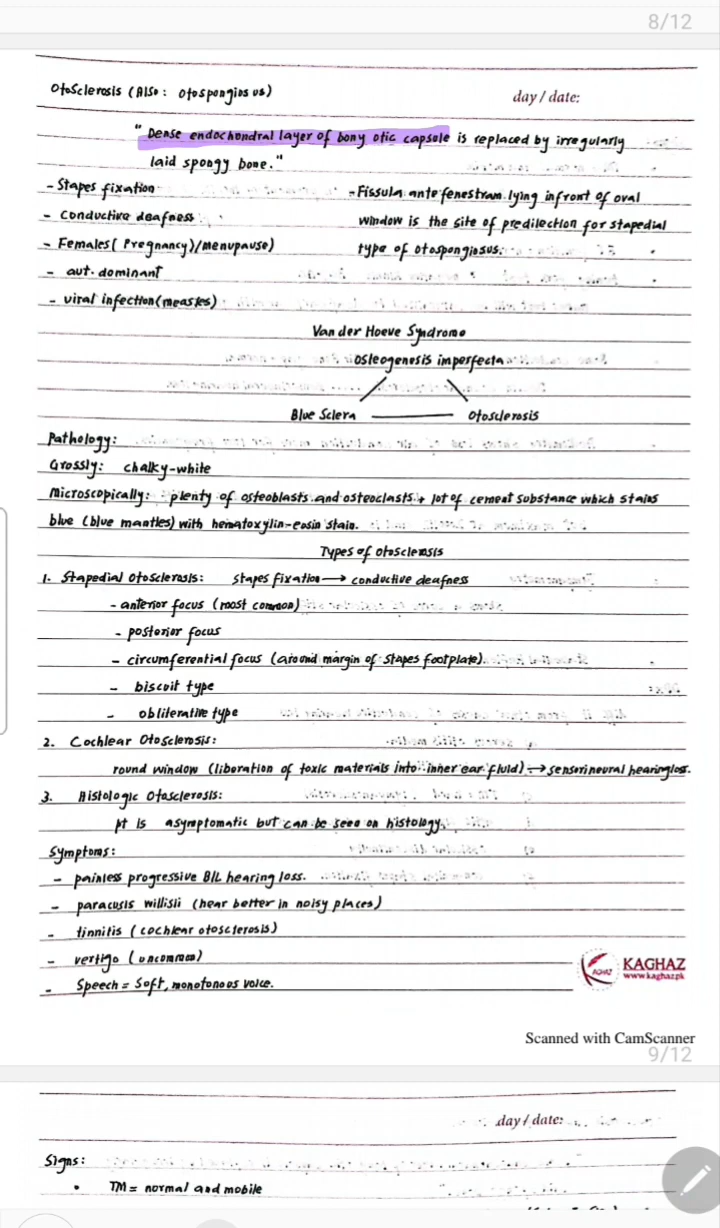 8/12
Otosclerosis (Also: otospongiosus)
day / date:
" Dense endochondral layer of bony otic capsule is replaced by irregularly
laid spongy bone."
- Stapes fixation
- conductive deafness
- Females (Pregnancy)/menupause)
- aut. dominant
- viral infection (measles)
- Fissula ante fenestram lying infront of oval
window is the site of predilection for stapedial
type of otospongiosus.
Van der Hoeve Syndrome
osteogenesis imperfecta
Blue Sclera
Otosclerosis
Pathology:
Grossly: chalky-white
Microscopically: plenty of osteoblasts and osteoclasts + lot of cement substance which stains
blue (blue mantles) with hematoxylin-eosin stain.
Types of otosclerosis
1. Stapedial Otosclerosis: stapes fixation → conductive deafness
- anterior focus (most common)
- posterior focus
- circumferential focus (around margin of stapes footplate).
- biscuit type
- obliterative type
2. Cochlear Otosclerosis:
round window (liberation of toxic materials into inner ear fluid) → sensorineural hearingloss.
3. Histologic Otosclerosis:
pt is asymptomatic but can be seen on histology.
Symptoms:
- painless progressive B/L hearing loss.
- paracusis willisii (hear better in noisy places)
- tinnitis (cochlear otosclerosis)
- vertigo (uncommon)
- Speech = Soft, monotonous voice.
KAGHAZ
www.kaghaz.pk
Scanned with CamScanner
9/12
day / date:
Signs:
• TM = normal and mobile